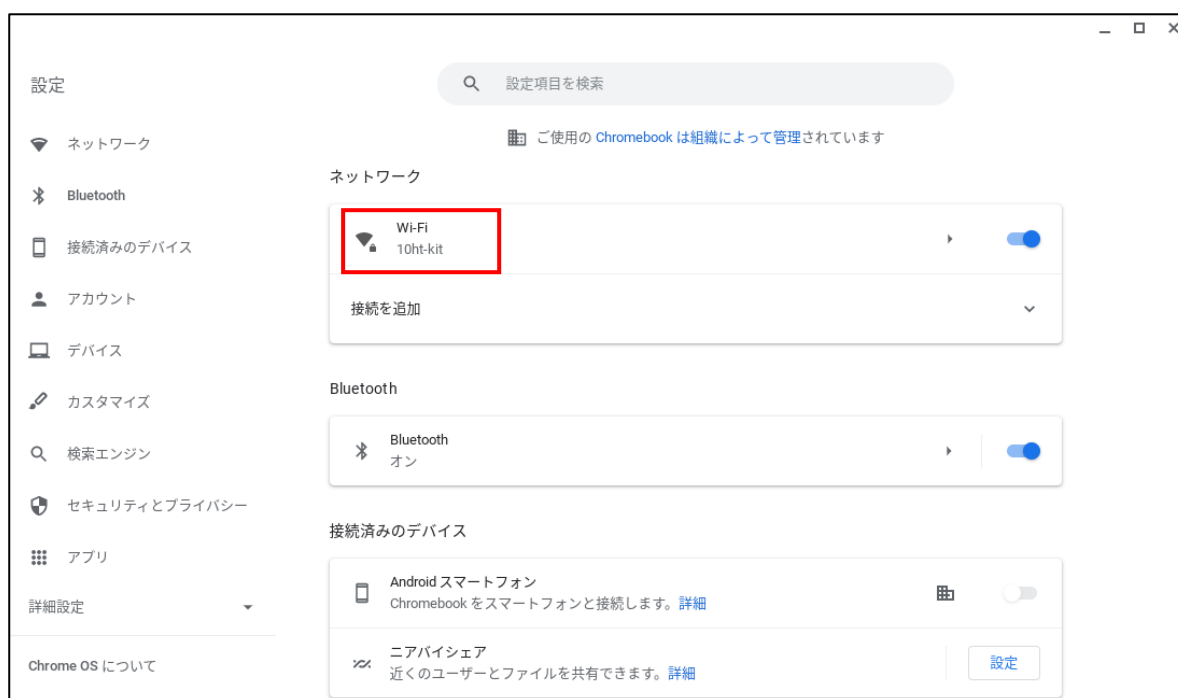 設定
設定項目を検索
ご使用の Chromebook は組織によって管理されています
ネットワーク
Bluetooth
接続済みのデバイス
アカウント
デバイス
カスタマイズ
検索エンジン
セキュリティとプライバシー
アプリ
詳細設定
Chrome OS について
ネットワーク
Wi-Fi
10ht-kit
接続を追加
Bluetooth
Bluetooth
オン
接続済みのデバイス
Android スマートフォン
Chromebook をスマートフォンと接続します。詳細
ニアバイシェア
近くのユーザーとファイルを共有できます。詳細
設定